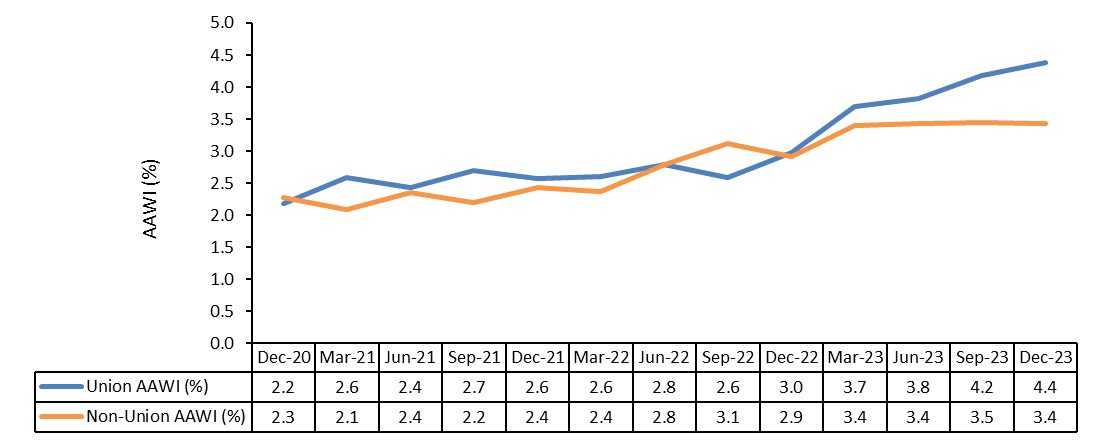 5.0
4.5
4.0
3.5
3.0
2.5
2.0
1.5
1.0
0.5
0.0
AAWI (%)
Dec-20 Mar-21 Jun-21 Sep-21 Dec-21 Mar-22 Jun-22 Sep-22 Dec-22 Mar-23 Jun-23 Sep-23 Dec-23
Union AAWI (%) 2.2 2.6 2.4 2.7 2.6 2.6 2.8 2.6 3.0 3.7 3.8 4.2 4.4
Non-Union AAWI (%) 2.3 2.1 2.4 2.2 2.4 2.4 2.8 3.1 2.9 3.4 3.4 3.5 3.4